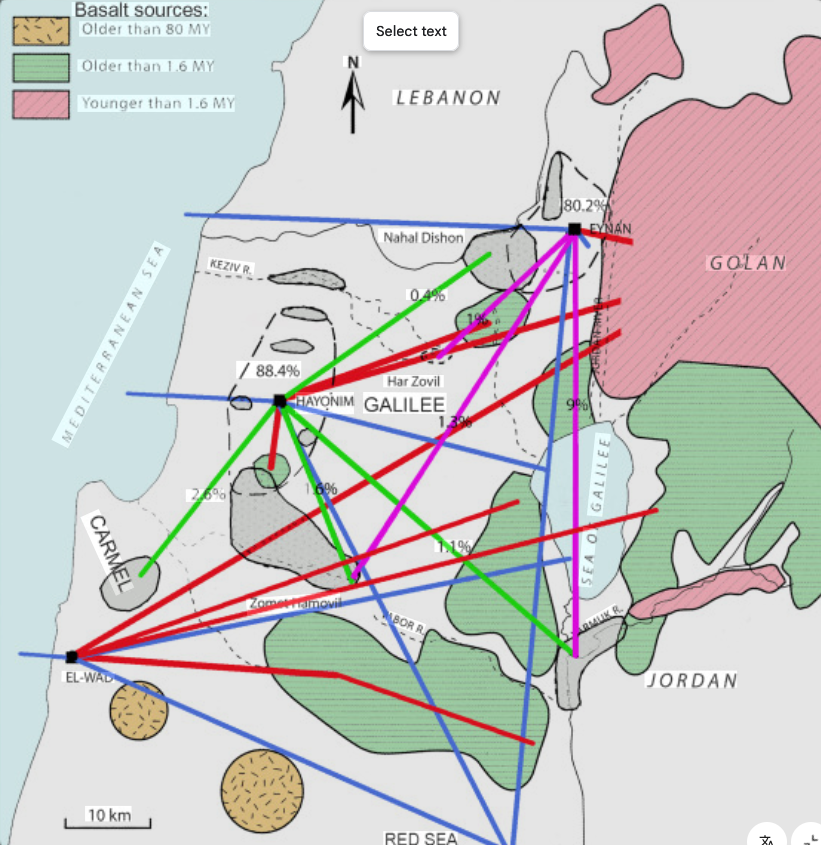 Basalt sources:
Older than 80 MY
Older than 1.6 MY
Younger than 1.6 MY
Select text
N
LEBANON
80.2%
EYNAN
Nahal Dishon
GOLAN
KEZIV R.
MEDITERRANEAN SEA
0.4%
1%
88.4%
Har Zovil
HAYONIM
GALILEE
9%
1.3%
2.6%
1.6%
SEA OF GALILEE
CARMEL
1.1%
Zomet Hamovil
EL-WAD
JORDAN
10 km
RED SEA